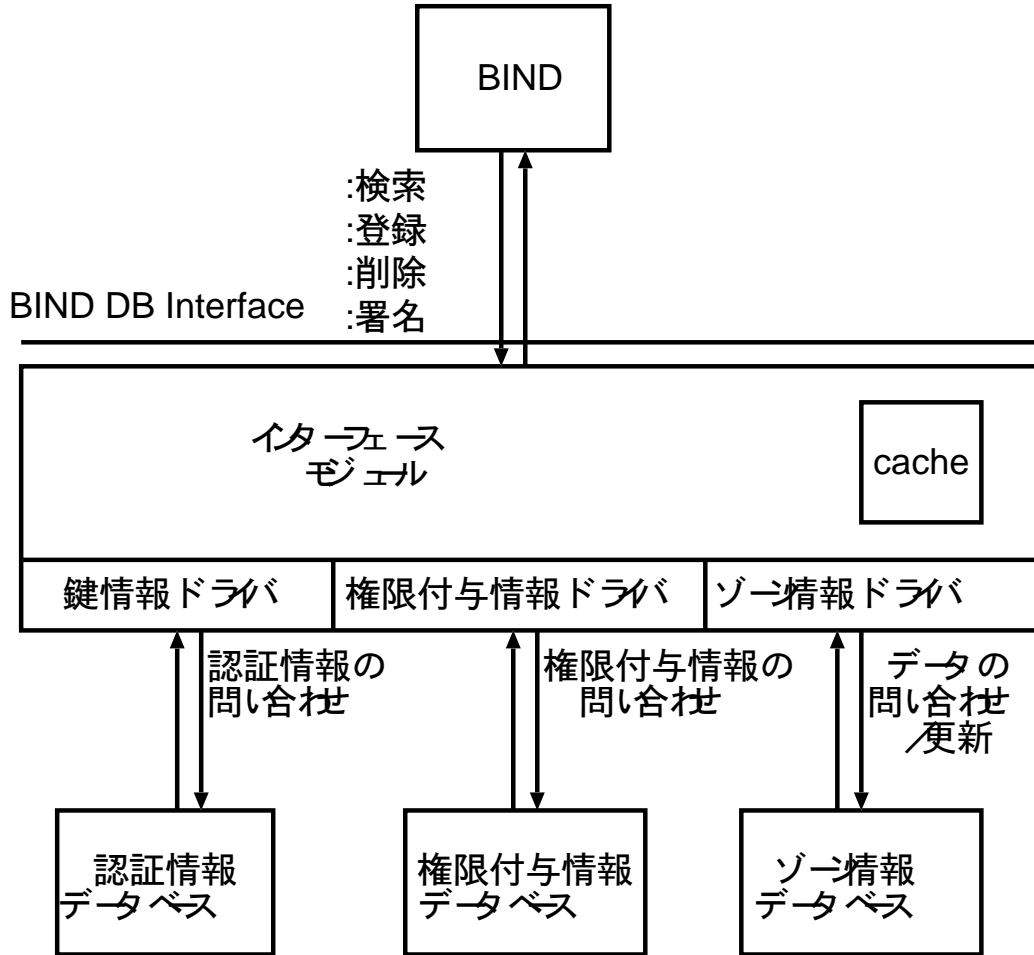 BIND
:検索
:登録
:削除
:署名
BIND DB Interface
インターフェース
モジュール
cache
鍵情報ドライバ
権限付与情報ドライバ
ゾーン情報ドライバ
認証情報の
問い合わせ
権限付与情報の
問い合わせ
データの
問い合わせ
/更新
認証情報
データベース
権限付与情報
データベース
ゾーン情報
データベース